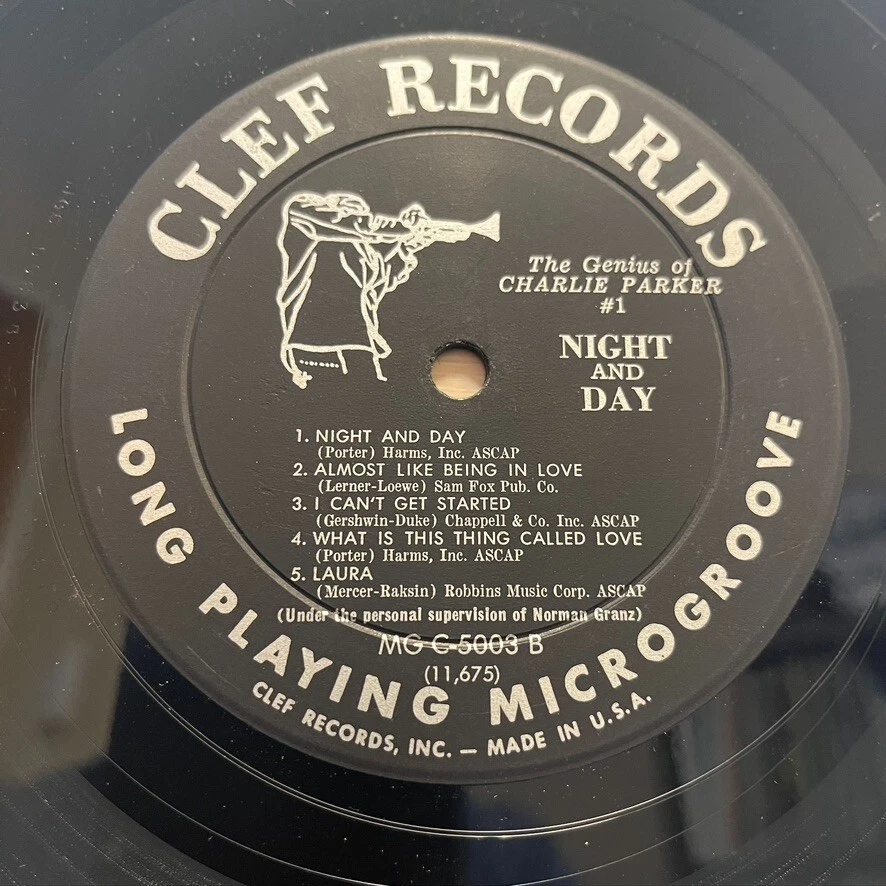 CLEF RECORDS
The Genius of
CHARLIE PARKER
#1
NIGHT
AND
DAY
1. NIGHT AND DAY
(Porter) Harms, Inc. ASCAP
2. ALMOST LIKE BEING IN LOVE
(Lerner-Loewe) Sam Fox Pub. Co.
3. I CAN'T GET STARTED
(Gershwin-Duke) Chappell & Co. Inc. ASCAP
4. WHAT IS THIS THING CALLED LOVE
(Porter) Harms, Inc. ASCAP
5. LAURA
(Mercer-Raksin) Robbins Music Corp. ASCAP
(Under the personal supervision of Norman Granz)
MG C-5003 B
(11,675)
LONG PLAYING MICROGROOVE
CLEF RECORDS, INC. — MADE IN U.S.A.